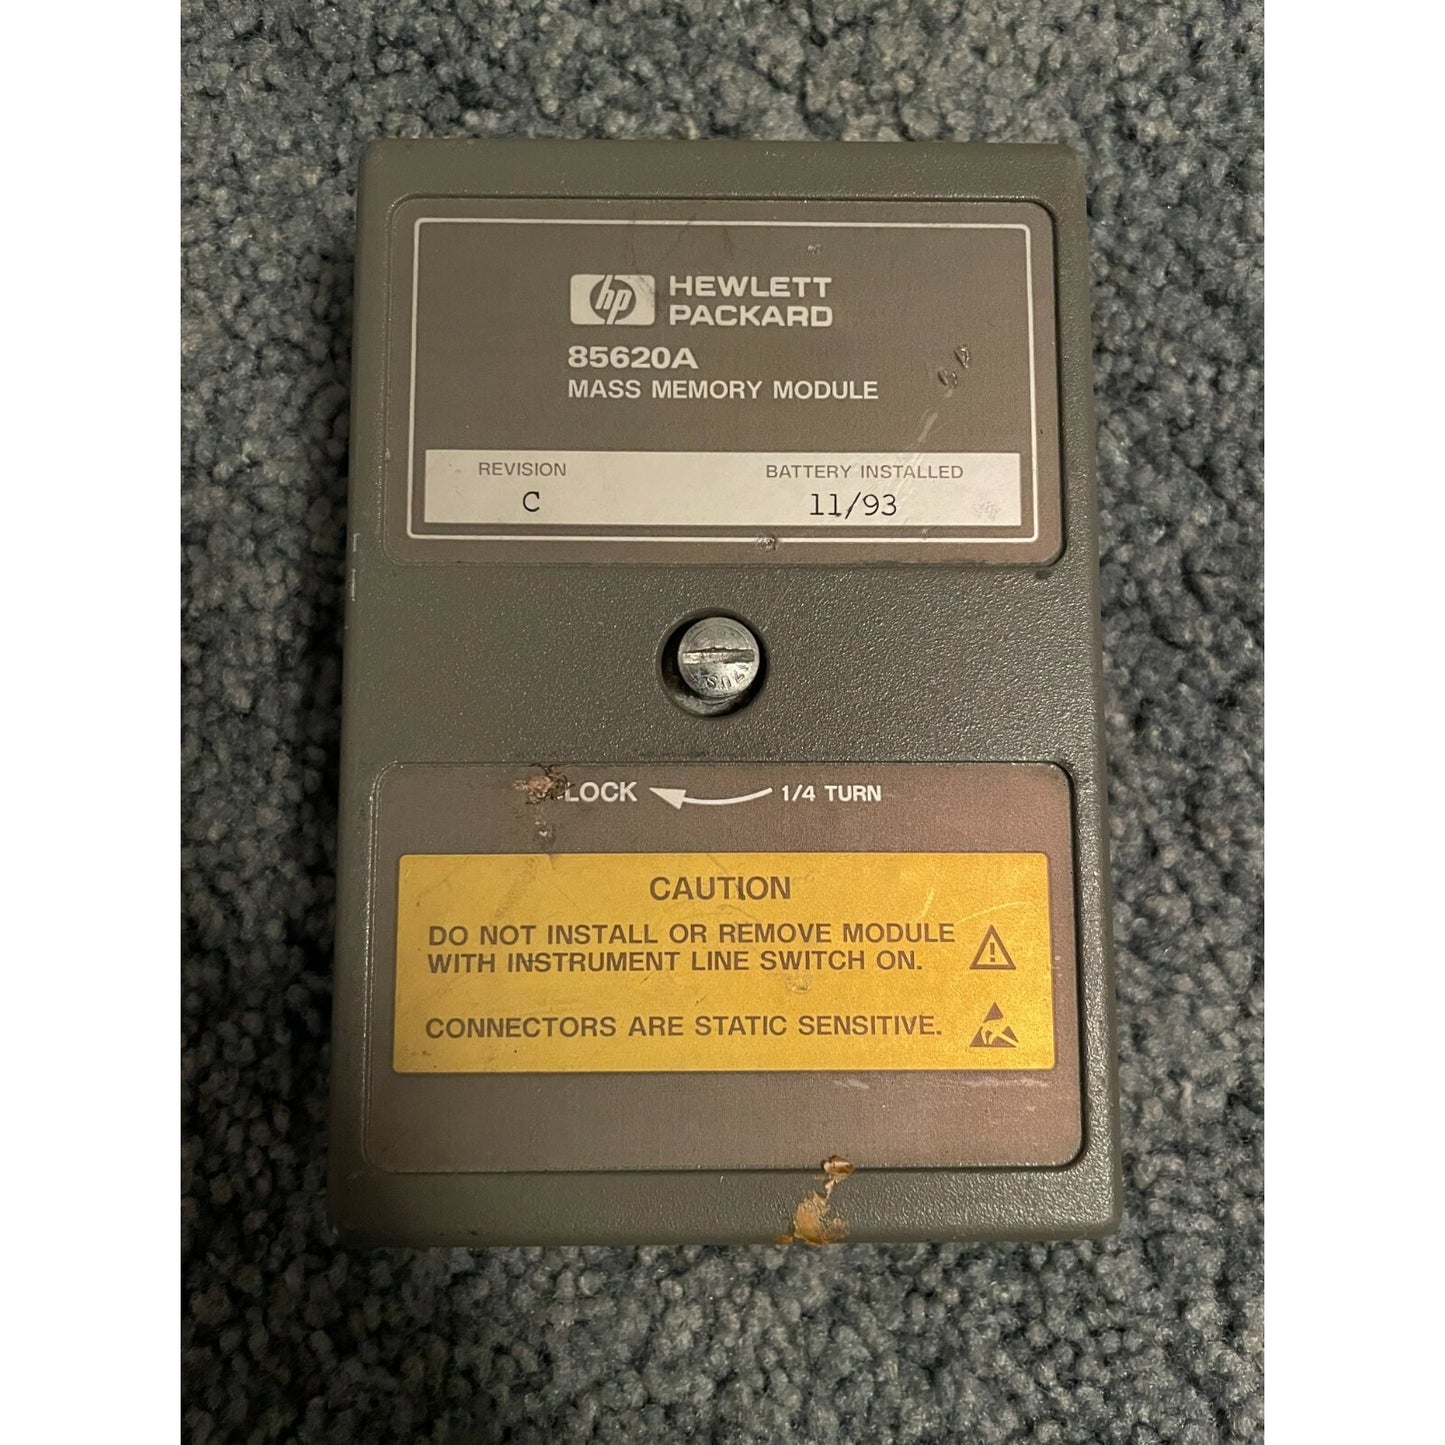 hp HEWLETT
PACKARD
85620A
MASS MEMORY MODULE
REVISION BATTERY INSTALLED
C 11/93
LOCK 1/4 TURN
CAUTION
DO NOT INSTALL OR REMOVE MODULE
WITH INSTRUMENT LINE SWITCH ON.
CONNECTORS ARE STATIC SENSITIVE.